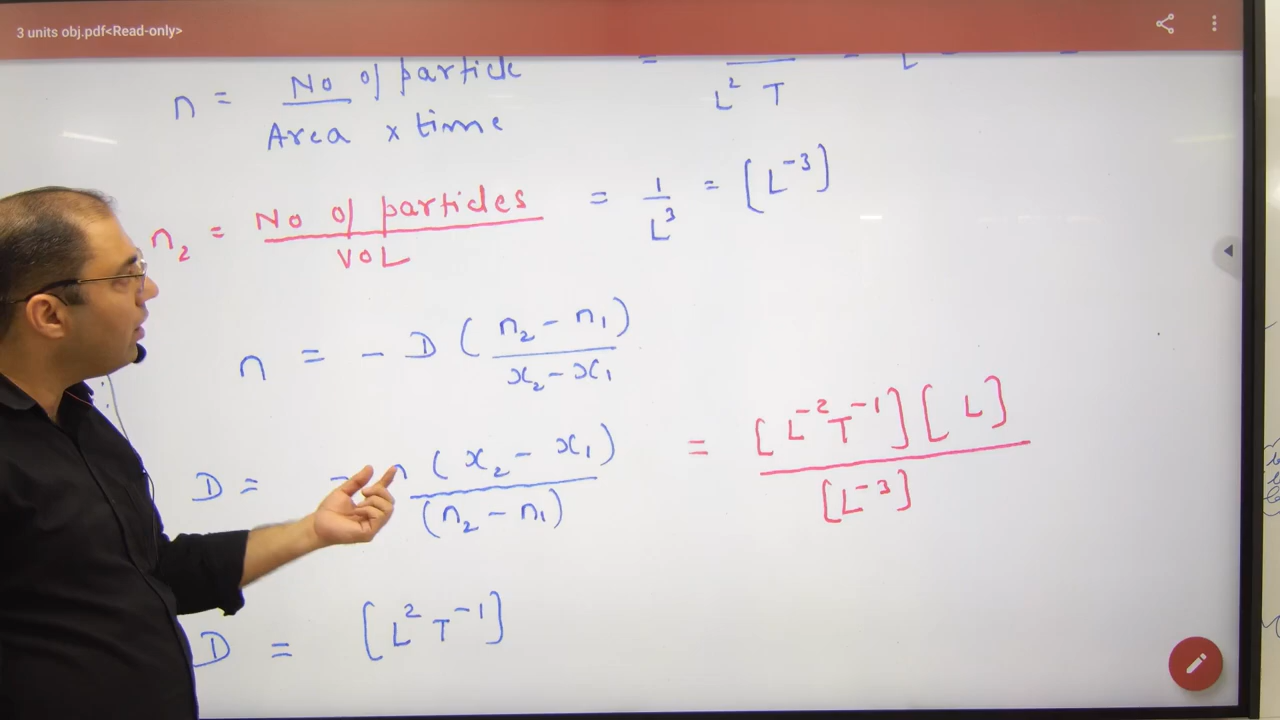 3 units obj.pdf<Read-only>
n = No of particle / Area x time = / L² T = L
n₂ = No of particles / VOL = 1 / L³ = [L⁻³]
n = - D ( n₂ - n₁ ) / x₂ - x₁
D = - n ( x₂ - x₁ ) / ( n₂ - n₁ ) = [ L⁻² T⁻¹ ] [ L ] / [ L⁻³ ]
D = [ L² T⁻¹ ]